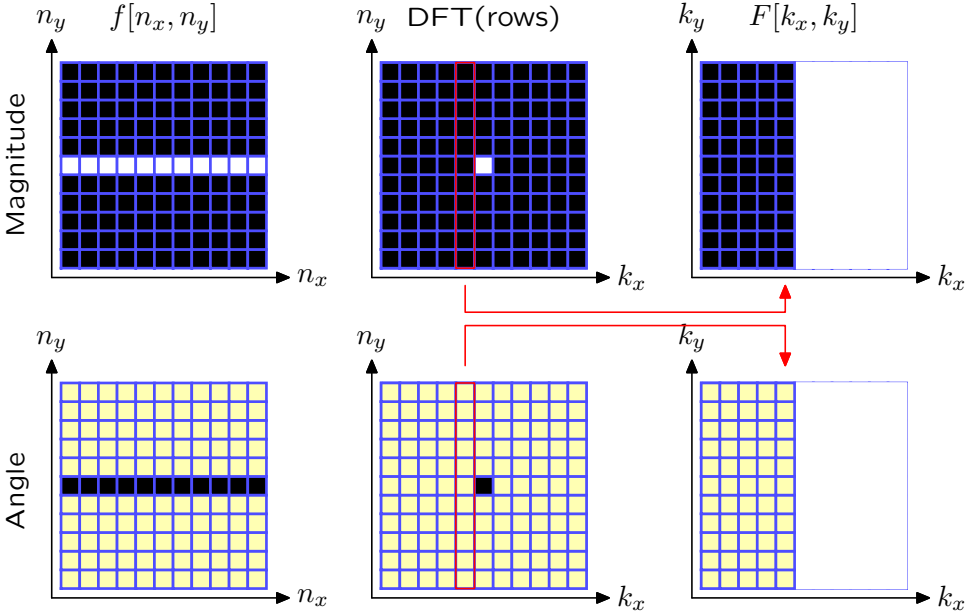 n_y f[n_x, n_y] n_y DFT(rows) k_y F[k_x, k_y]
Magnitude
n_x k_x k_x
n_y n_y k_y
Angle
n_x k_x k_x